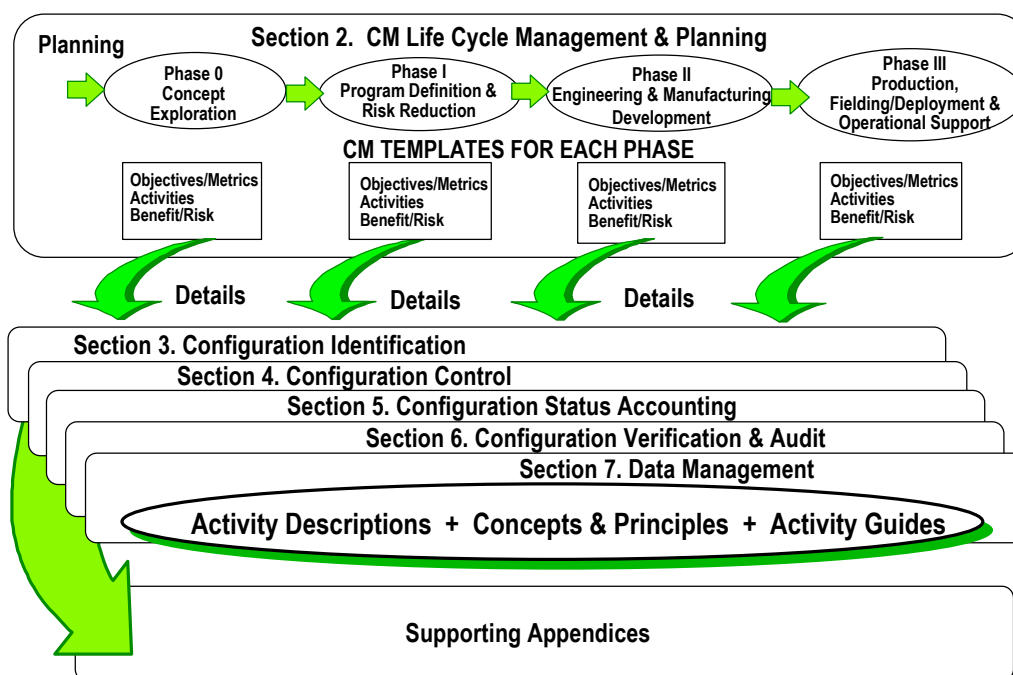 Planning
Section 2. CM Life Cycle Management & Planning
Phase 0
Concept
Exploration
Phase I
Program Definition &
Risk Reduction
Phase II
Engineering & Manufacturing
Development
Phase III
Production,
Fielding/Deployment &
Operational Support
CM TEMPLATES FOR EACH PHASE
Objectives/Metrics
Activities
Benefit/Risk
Objectives/Metrics
Activities
Benefit/Risk
Objectives/Metrics
Activities
Benefit/Risk
Objectives/Metrics
Activities
Benefit/Risk
Details
Details
Details
Section 3. Configuration Identification
Section 4. Configuration Control
Section 5. Configuration Status Accounting
Section 6. Configuration Verification & Audit
Section 7. Data Management
Activity Descriptions + Concepts & Principles + Activity Guides
Supporting Appendices